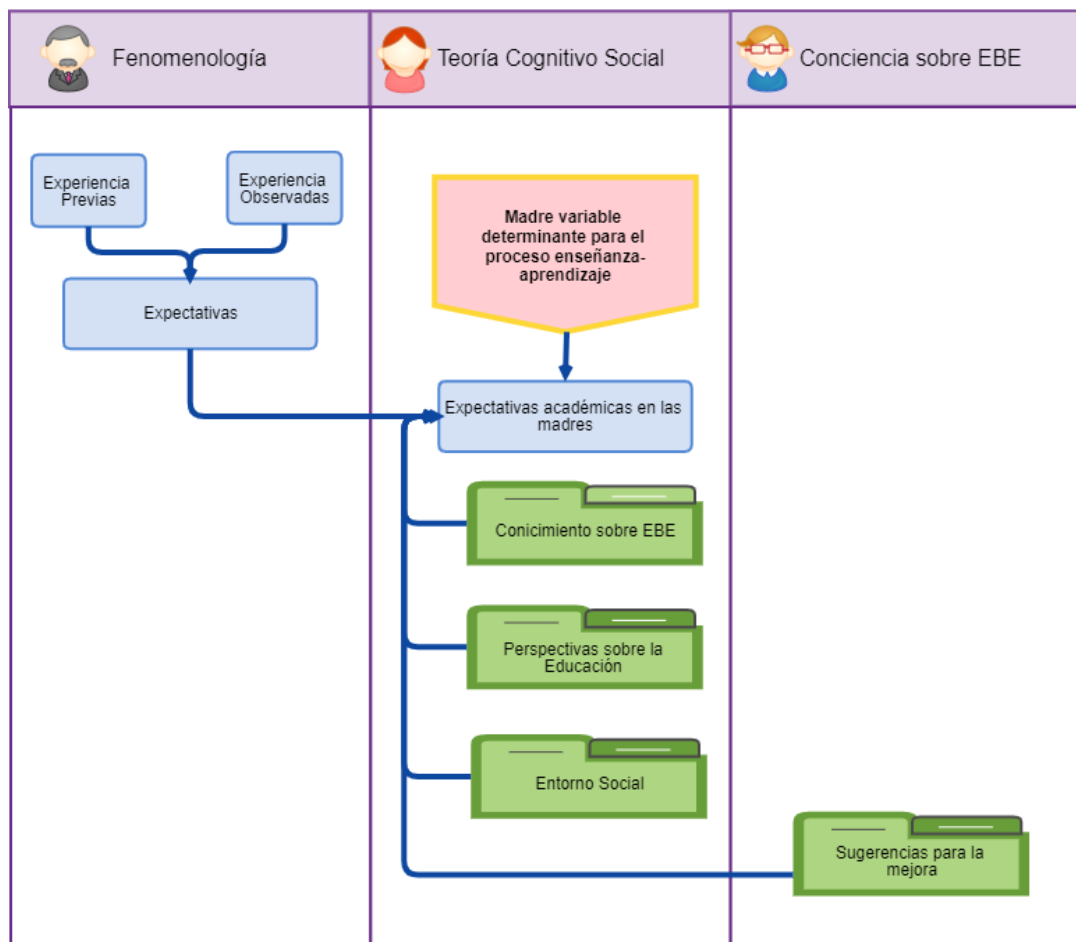 Fenomenología
Teoría Cognitivo Social
Conciencia sobre EBE
Experiencia
Previas
Experiencia
Observadas
Expectativas
Madre variable
determinante para el
proceso enseñanza-
aprendizaje
Expectativas académicas en las
madres
Conicimiento sobre EBE
Perspectivas sobre la
Educación
Entorno Social
Sugerencias para la
mejora